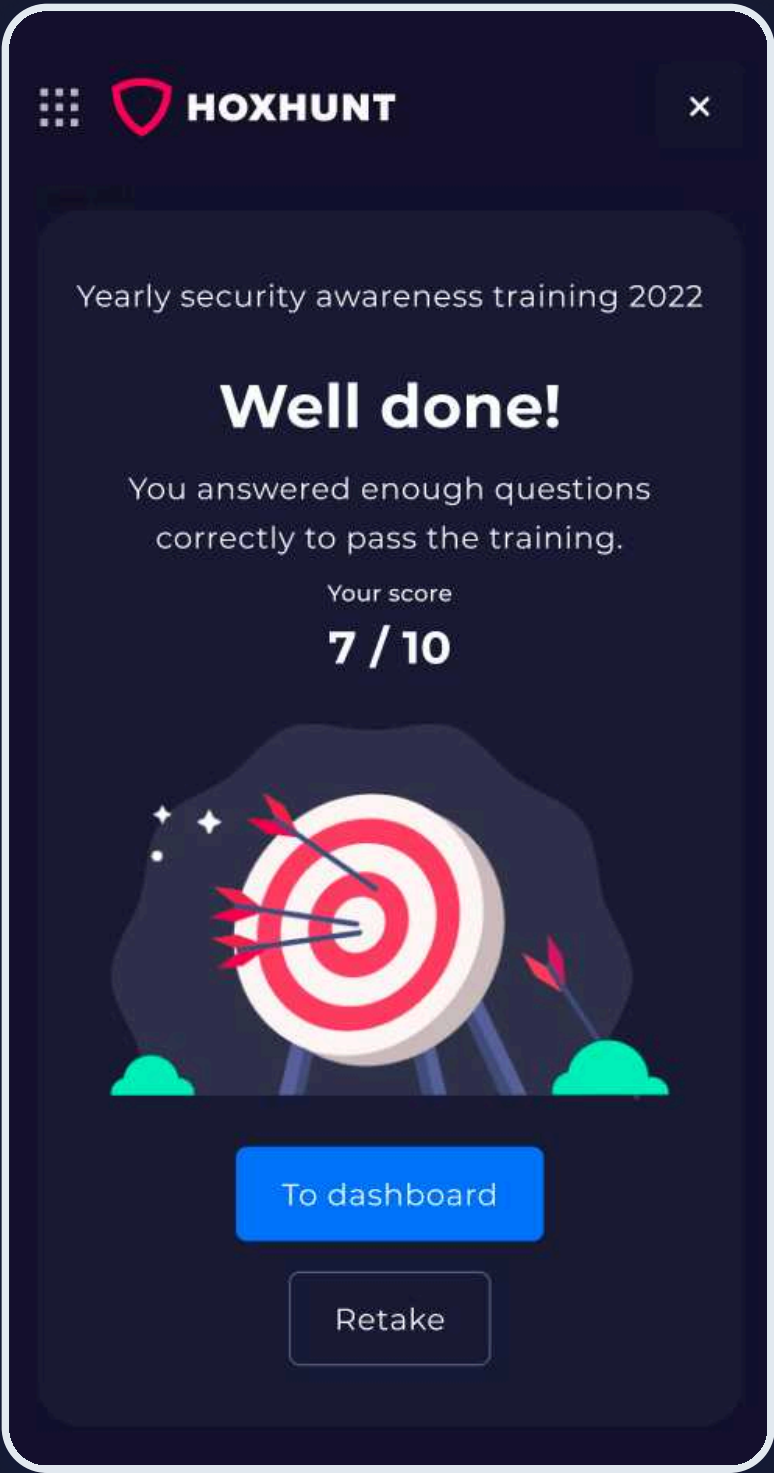 HOXHUNT
Yearly security awareness training 2022
Well done!
You answered enough questions
correctly to pass the training.
Your score
7 / 10
To dashboard
Retake